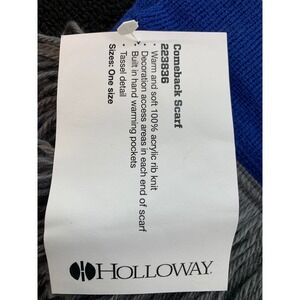 Comeback Scarf
223836
• Warm and soft 100% acrylic rib knit
• Decoration access areas in each end of scarf
• Built in hand warming pockets
• Tassel detail
Sizes: One size
HOLLOWAY.